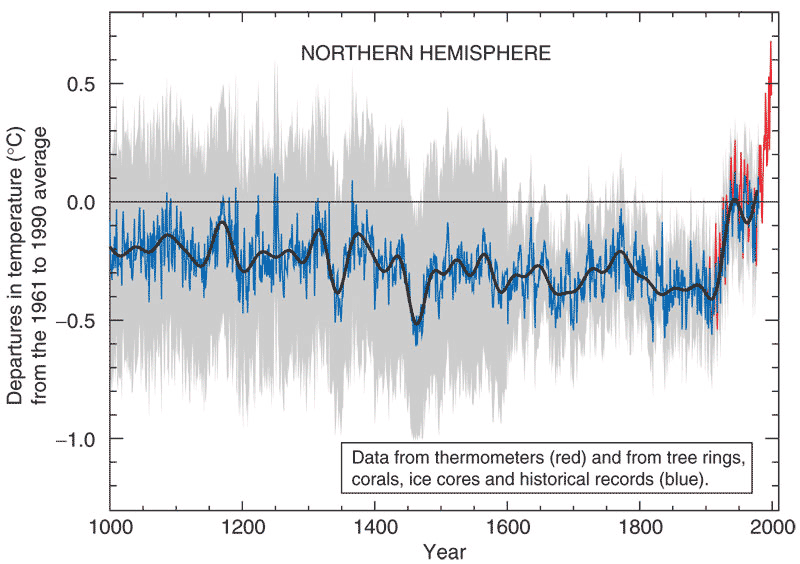 NORTHERN HEMISPHERE
Departures in temperature (°C)
from the 1961 to 1990 average
0.5
0.0
−0.5
−1.0
Data from thermometers (red) and from tree rings,
corals, ice cores and historical records (blue).
1000 1200 1400 1600 1800 2000
Year